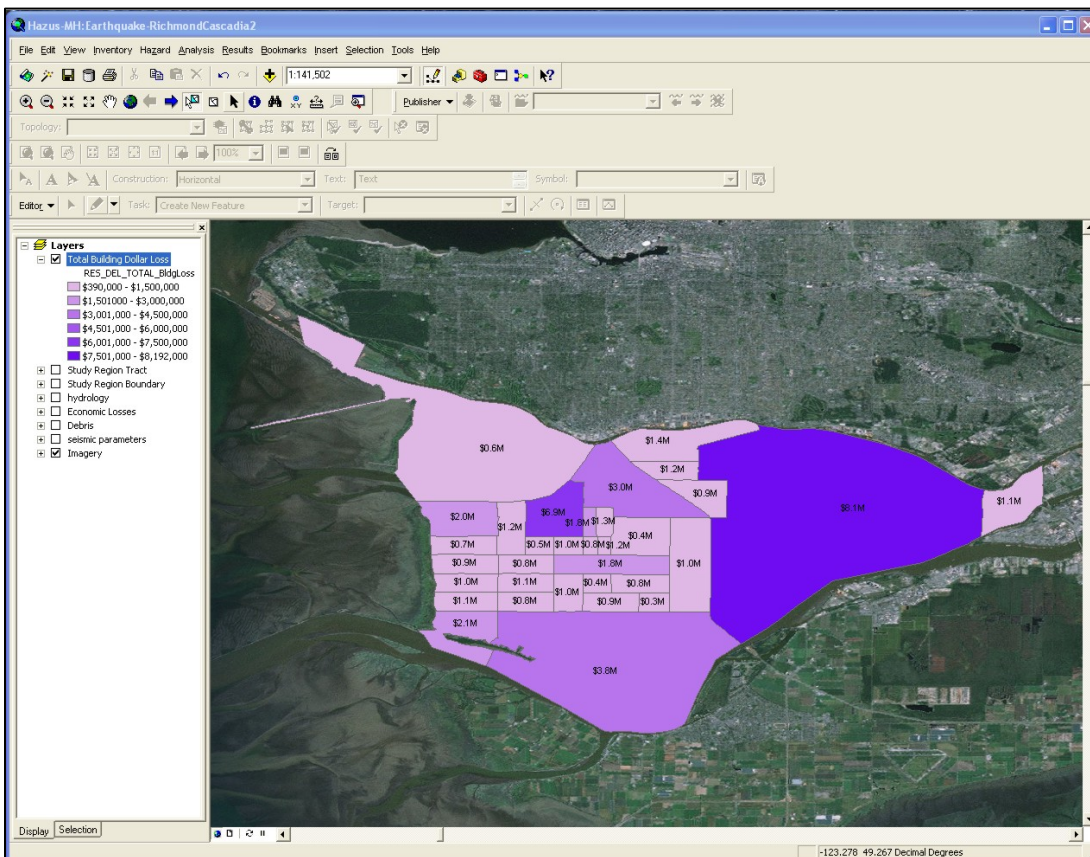 Hazus-MH:Earthquake-RichmondCascadia2
File Edit View Inventory Hazard Analysis Results Bookmarks Insert Selection Tools Help
1:141,502
Publisher
Topology:
100%
Construction: Horizontal Text: Text Symbol:
Editor Task: Create New Feature Target:
Layers
Total Building Dollar Loss
RES_DEL_TOTAL_BldgLoss
$390,000 - $1,500,000
$1,501000 - $3,000,000
$3,001,000 - $4,500,000
$4,501,000 - $6,000,000
$6,001,000 - $7,500,000
$7,501,000 - $8,192,000
Study Region Tract
Study Region Boundary
hydrology
Economic Losses
Debris
seismic parameters
Imagery
$1.4M
$0.6M
$1.2M
$3.0M $0.9M $8.1M $1.1M
$2.0M $1.2M $6.9M $1.8M $1.3M
$0.4M
$0.7M $0.5M $1.0M $0.8M $1.2M
$0.9M $0.8M $1.8M $1.0M
$1.0M $1.1M $1.0M $0.4M $0.8M
$1.1M $0.8M $0.9M $0.3M
$2.1M
$3.8M
Display Selection
-123.278 49.267 Decimal Degrees